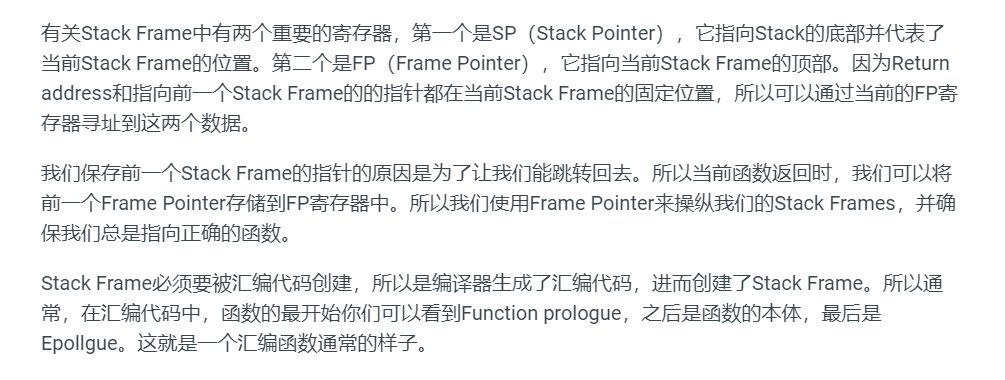 有关Stack Frame中有两个重要的寄存器，第一个是SP（Stack Pointer），它指向Stack的底部并代表了
当前Stack Frame的位置。第二个是FP（Frame Pointer），它指向当前Stack Frame的顶部。因为Return
address和指向前一个Stack Frame的的指针都在当前Stack Frame的固定位置，所以可以通过当前的FP寄
存器寻址到这两个数据。
我们保存前一个Stack Frame的指针的原因是为了让我们能跳转回去。所以当前函数返回时，我们可以将
前一个Frame Pointer存储到FP寄存器中。所以我们使用Frame Pointer来操纵我们的Stack Frames，并确
保我们总是指向正确的函数。
Stack Frame必须要被汇编代码创建，所以是编译器生成了汇编代码，进而创建了Stack Frame。所以通
常，在汇编代码中，函数的最开始你们可以看到Function prologue，之后是函数的本体，最后是
Epollgue。这就是一个汇编函数通常的样子。